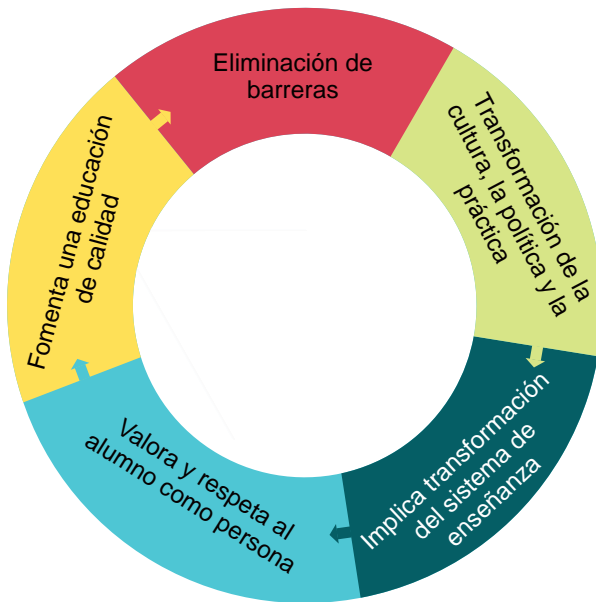 Eliminación de
barreras
Transformación de la
cultura, la política y la
práctica
Implica transformación
del sistema de
enseñanza
Valora y respeta al
alumno como persona
Fomenta una educación
de calidad